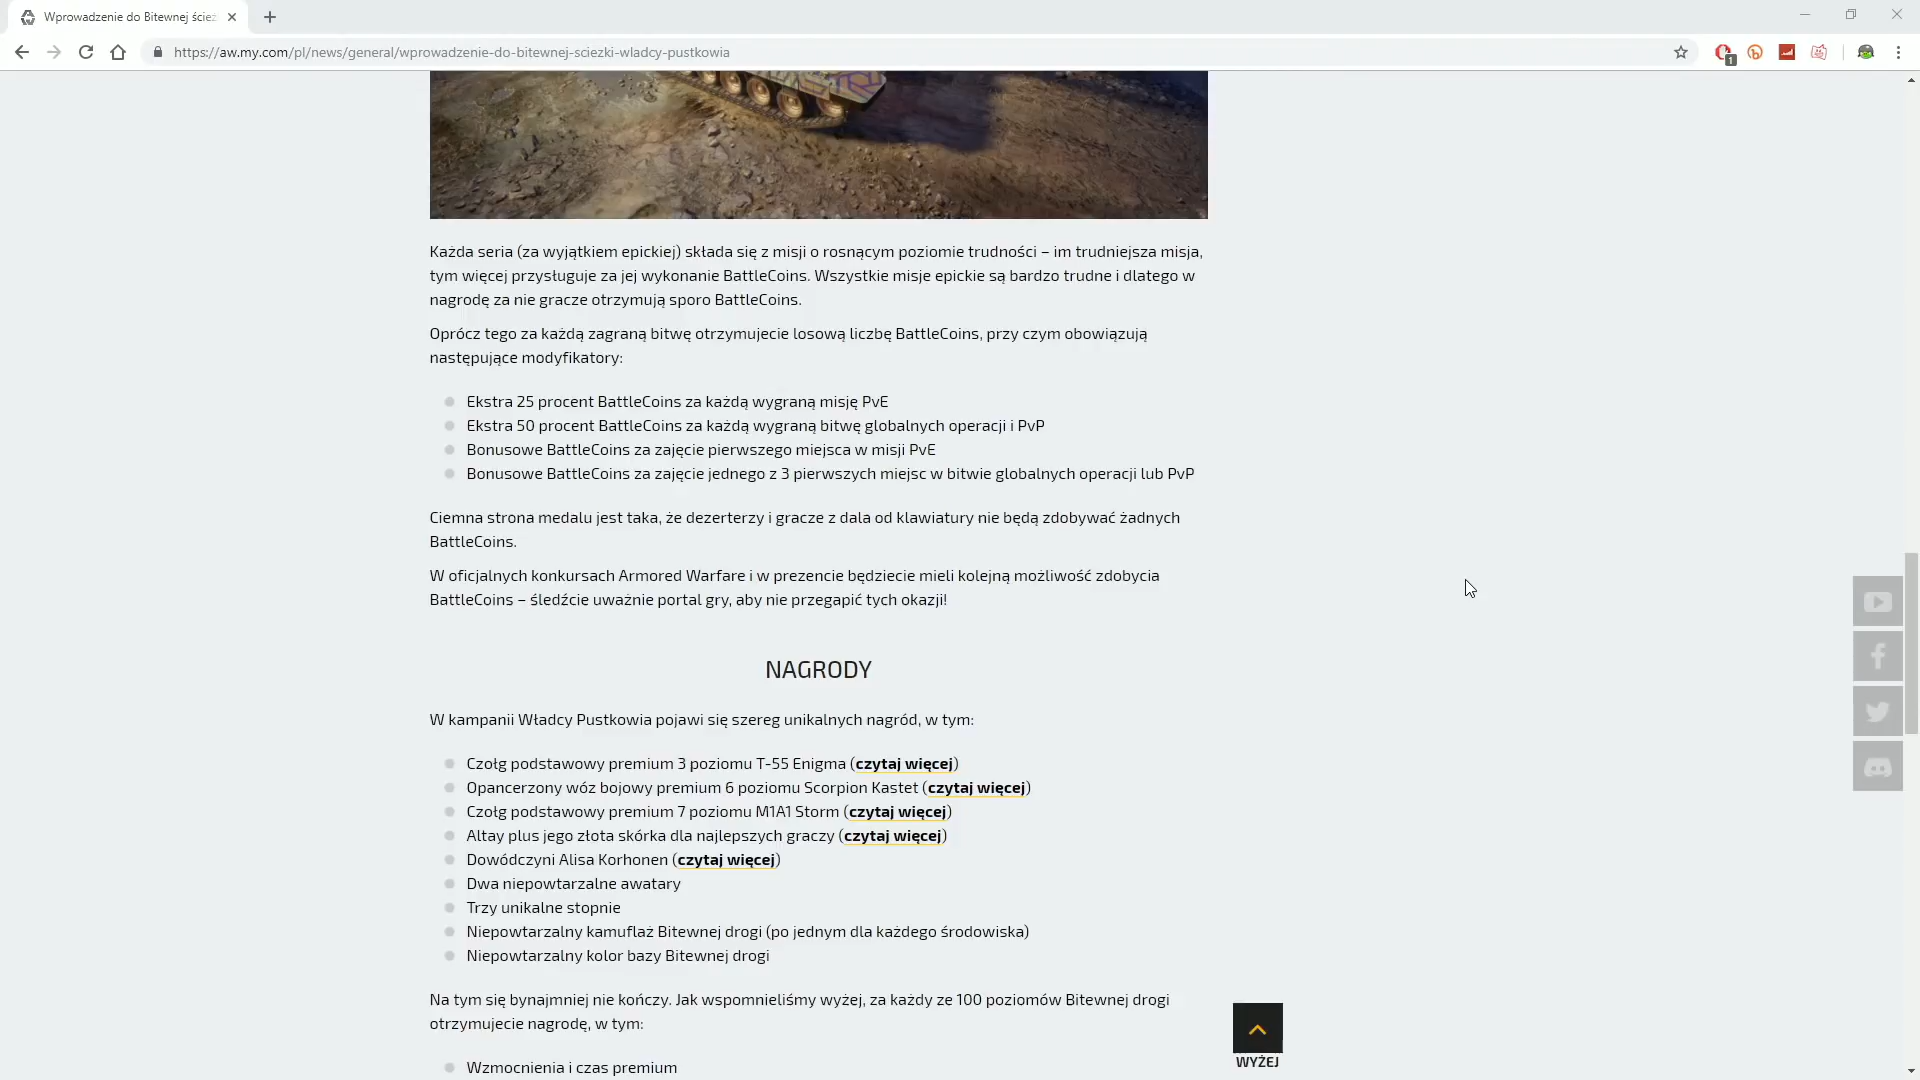 Wprowadzenie do Bitewnej ścież
https://aw.my.com/pl/news/general/wprowadzenie-do-bitewnej-sciezki-wladcy-pustkowia
1
Każda seria (za wyjątkiem epickiej) składa się z misji o rosnącym poziomie trudności – im trudniejsza misja,
tym więcej przysługuje za jej wykonanie BattleCoins. Wszystkie misje epickie są bardzo trudne i dlatego w
nagrodę za nie gracze otrzymują sporo BattleCoins.
Oprócz tego za każdą zagraną bitwę otrzymujecie losową liczbę BattleCoins, przy czym obowiązują
następujące modyfikatory:
Ekstra 25 procent BattleCoins za każdą wygraną misję PvE
Ekstra 50 procent BattleCoins za każdą wygraną bitwę globalnych operacji i PvP
Bonusowe BattleCoins za zajęcie pierwszego miejsca w misji PvE
Bonusowe BattleCoins za zajęcie jednego z 3 pierwszych miejsc w bitwie globalnych operacji lub PvP
Ciemna strona medalu jest taka, że dezerterzy i gracze z dala od klawiatury nie będą zdobywać żadnych
BattleCoins.
W oficjalnych konkursach Armored Warfare i w prezencie będziecie mieli kolejną możliwość zdobycia
BattleCoins – śledźcie uważnie portal gry, aby nie przegapić tych okazji!
NAGRODY
W kampanii Władcy Pustkowia pojawi się szereg unikalnych nagród, w tym:
Czołg podstawowy premium 3 poziomu T-55 Enigma (czytaj więcej)
Opancerzony wóz bojowy premium 6 poziomu Scorpion Kastet (czytaj więcej)
Czołg podstawowy premium 7 poziomu M1A1 Storm (czytaj więcej)
Altay plus jego złota skórka dla najlepszych graczy (czytaj więcej)
Dowódczyni Alisa Korhonen (czytaj więcej)
Dwa niepowtarzalne awatary
Trzy unikalne stopnie
Niepowtarzalny kamuflaż Bitewnej drogi (po jednym dla każdego środowiska)
Niepowtarzalny kolor bazy Bitewnej drogi
Na tym się bynajmniej nie kończy. Jak wspomnieliśmy wyżej, za każdy ze 100 poziomów Bitewnej drogi
otrzymujecie nagrodę, w tym:
Wzmocnienia i czas premium
WYŻEJ